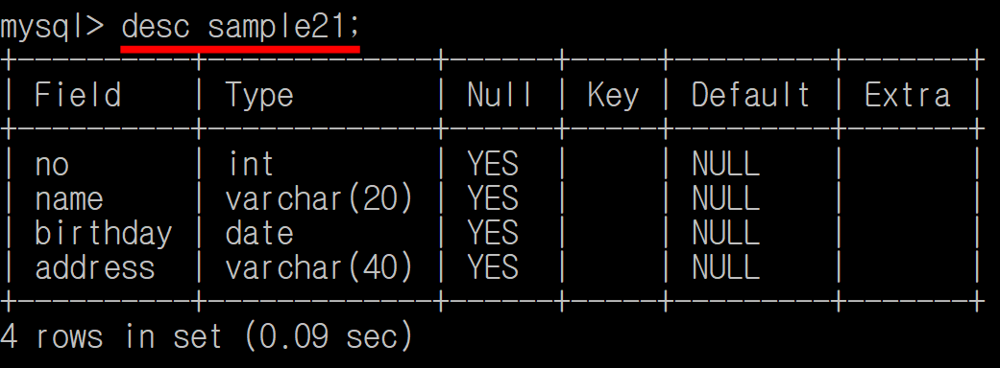 mysql> desc sample21;
+----------+-------------+------+-----+---------+-------+
| Field    | Type        | Null | Key | Default | Extra |
+----------+-------------+------+-----+---------+-------+
| no       | int         | YES  |     | NULL    |       |
| name     | varchar(20) | YES  |     | NULL    |       |
| birthday | date        | YES  |     | NULL    |       |
| address  | varchar(40) | YES  |     | NULL    |       |
+----------+-------------+------+-----+---------+-------+
4 rows in set (0.09 sec)